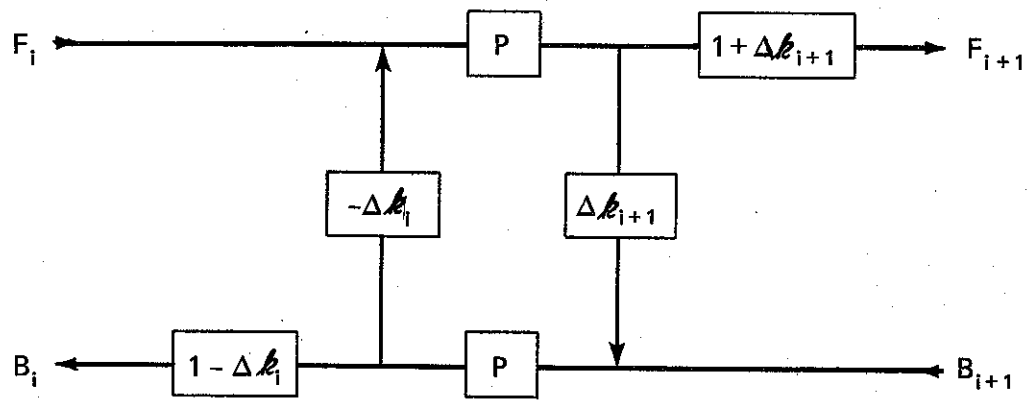 F_i P 1 + Δk_{i+1} F_{i+1}
-Δk_i Δk_{i+1}
B_i 1 - Δk_i P B_{i+1}